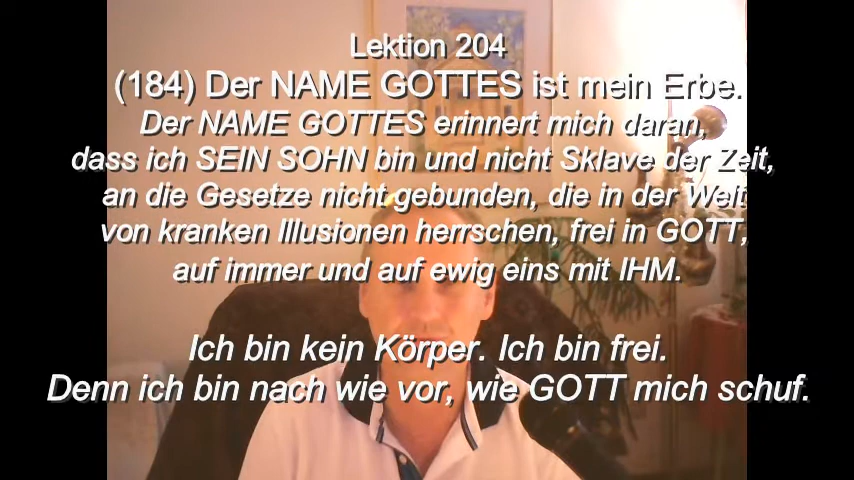 Lektion 204
(184) Der NAME GOTTES ist mein Erbe.
Der NAME GOTTES erinnert mich daran,
dass ich SEIN SOHN bin und nicht Sklave der Zeit,
an die Gesetze nicht gebunden, die in der Welt
von kranken Illusionen herrschen, frei in GOTT,
auf immer und auf ewig eins mit IHM.
Ich bin kein Körper. Ich bin frei.
Denn ich bin nach wie vor, wie GOTT mich schuf.